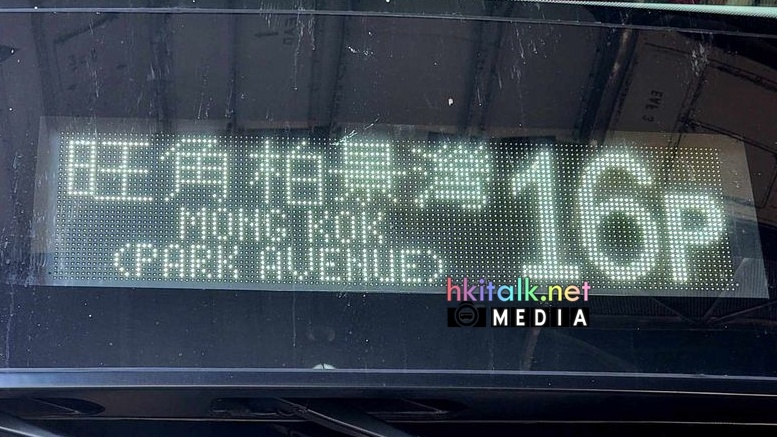 旺角柏景灣
MONG KOK
(PARK AVENUE)
16P
hkitalk.net
MEDIA